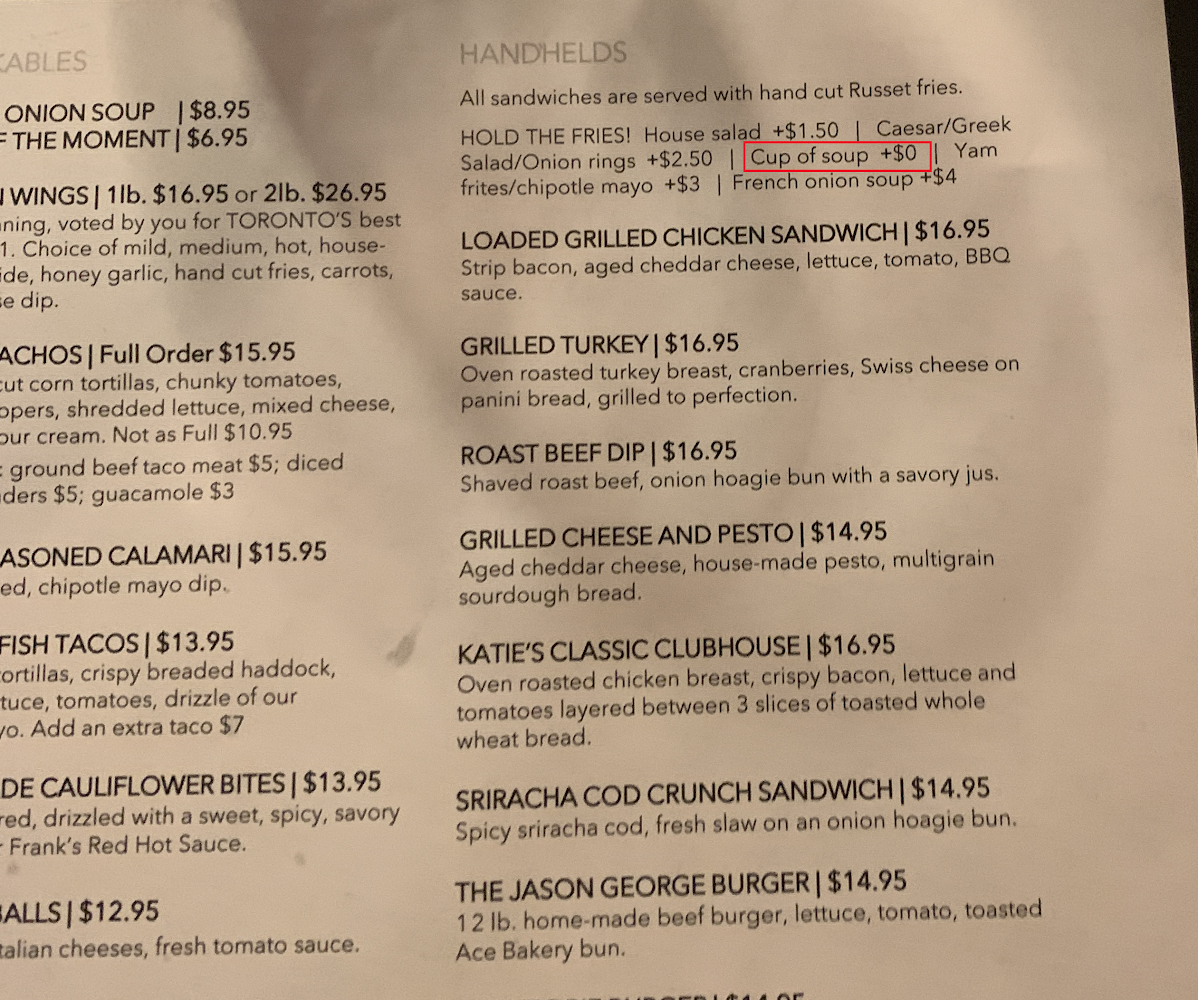 KABLES
ONION SOUP | $8.95
F THE MOMENT | $6.95
WINGS | 1lb. $16.95 or 2lb. $26.95
ning, voted by you for TORONTO'S best
1. Choice of mild, medium, hot, house-
ide, honey garlic, hand cut fries, carrots,
se dip.
ACHOS | Full Order $15.95
cut corn tortillas, chunky tomatoes,
ppers, shredded lettuce, mixed cheese,
our cream. Not as Full $10.95
: ground beef taco meat $5; diced
ders $5; guacamole $3
ASONED CALAMARI | $15.95
ed, chipotle mayo dip.
FISH TACOS | $13.95
ortillas, crispy breaded haddock,
tuce, tomatoes, drizzle of our
yo. Add an extra taco $7
DE CAULIFLOWER BITES | $13.95
red, drizzled with a sweet, spicy, savory
r Frank's Red Hot Sauce.
BALLS | $12.95
talian cheeses, fresh tomato sauce.
HANDHELDS
All sandwiches are served with hand cut Russet fries.
HOLD THE FRIES! House salad +$1.50 | Caesar/Greek
Salad/Onion rings +$2.50 | Cup of soup +$0 | Yam
frites/chipotle mayo +$3 | French onion soup +$4
LOADED GRILLED CHICKEN SANDWICH | $16.95
Strip bacon, aged cheddar cheese, lettuce, tomato, BBQ
sauce.
GRILLED TURKEY | $16.95
Oven roasted turkey breast, cranberries, Swiss cheese on
panini bread, grilled to perfection.
ROAST BEEF DIP | $16.95
Shaved roast beef, onion hoagie bun with a savory jus.
GRILLED CHEESE AND PESTO | $14.95
Aged cheddar cheese, house-made pesto, multigrain
sourdough bread.
KATIE'S CLASSIC CLUBHOUSE | $16.95
Oven roasted chicken breast, crispy bacon, lettuce and
tomatoes layered between 3 slices of toasted whole
wheat bread.
SRIRACHA COD CRUNCH SANDWICH | $14.95
Spicy sriracha cod, fresh slaw on an onion hoagie bun.
THE JASON GEORGE BURGER | $14.95
1 2 lb. home-made beef burger, lettuce, tomato, toasted
Ace Bakery bun.